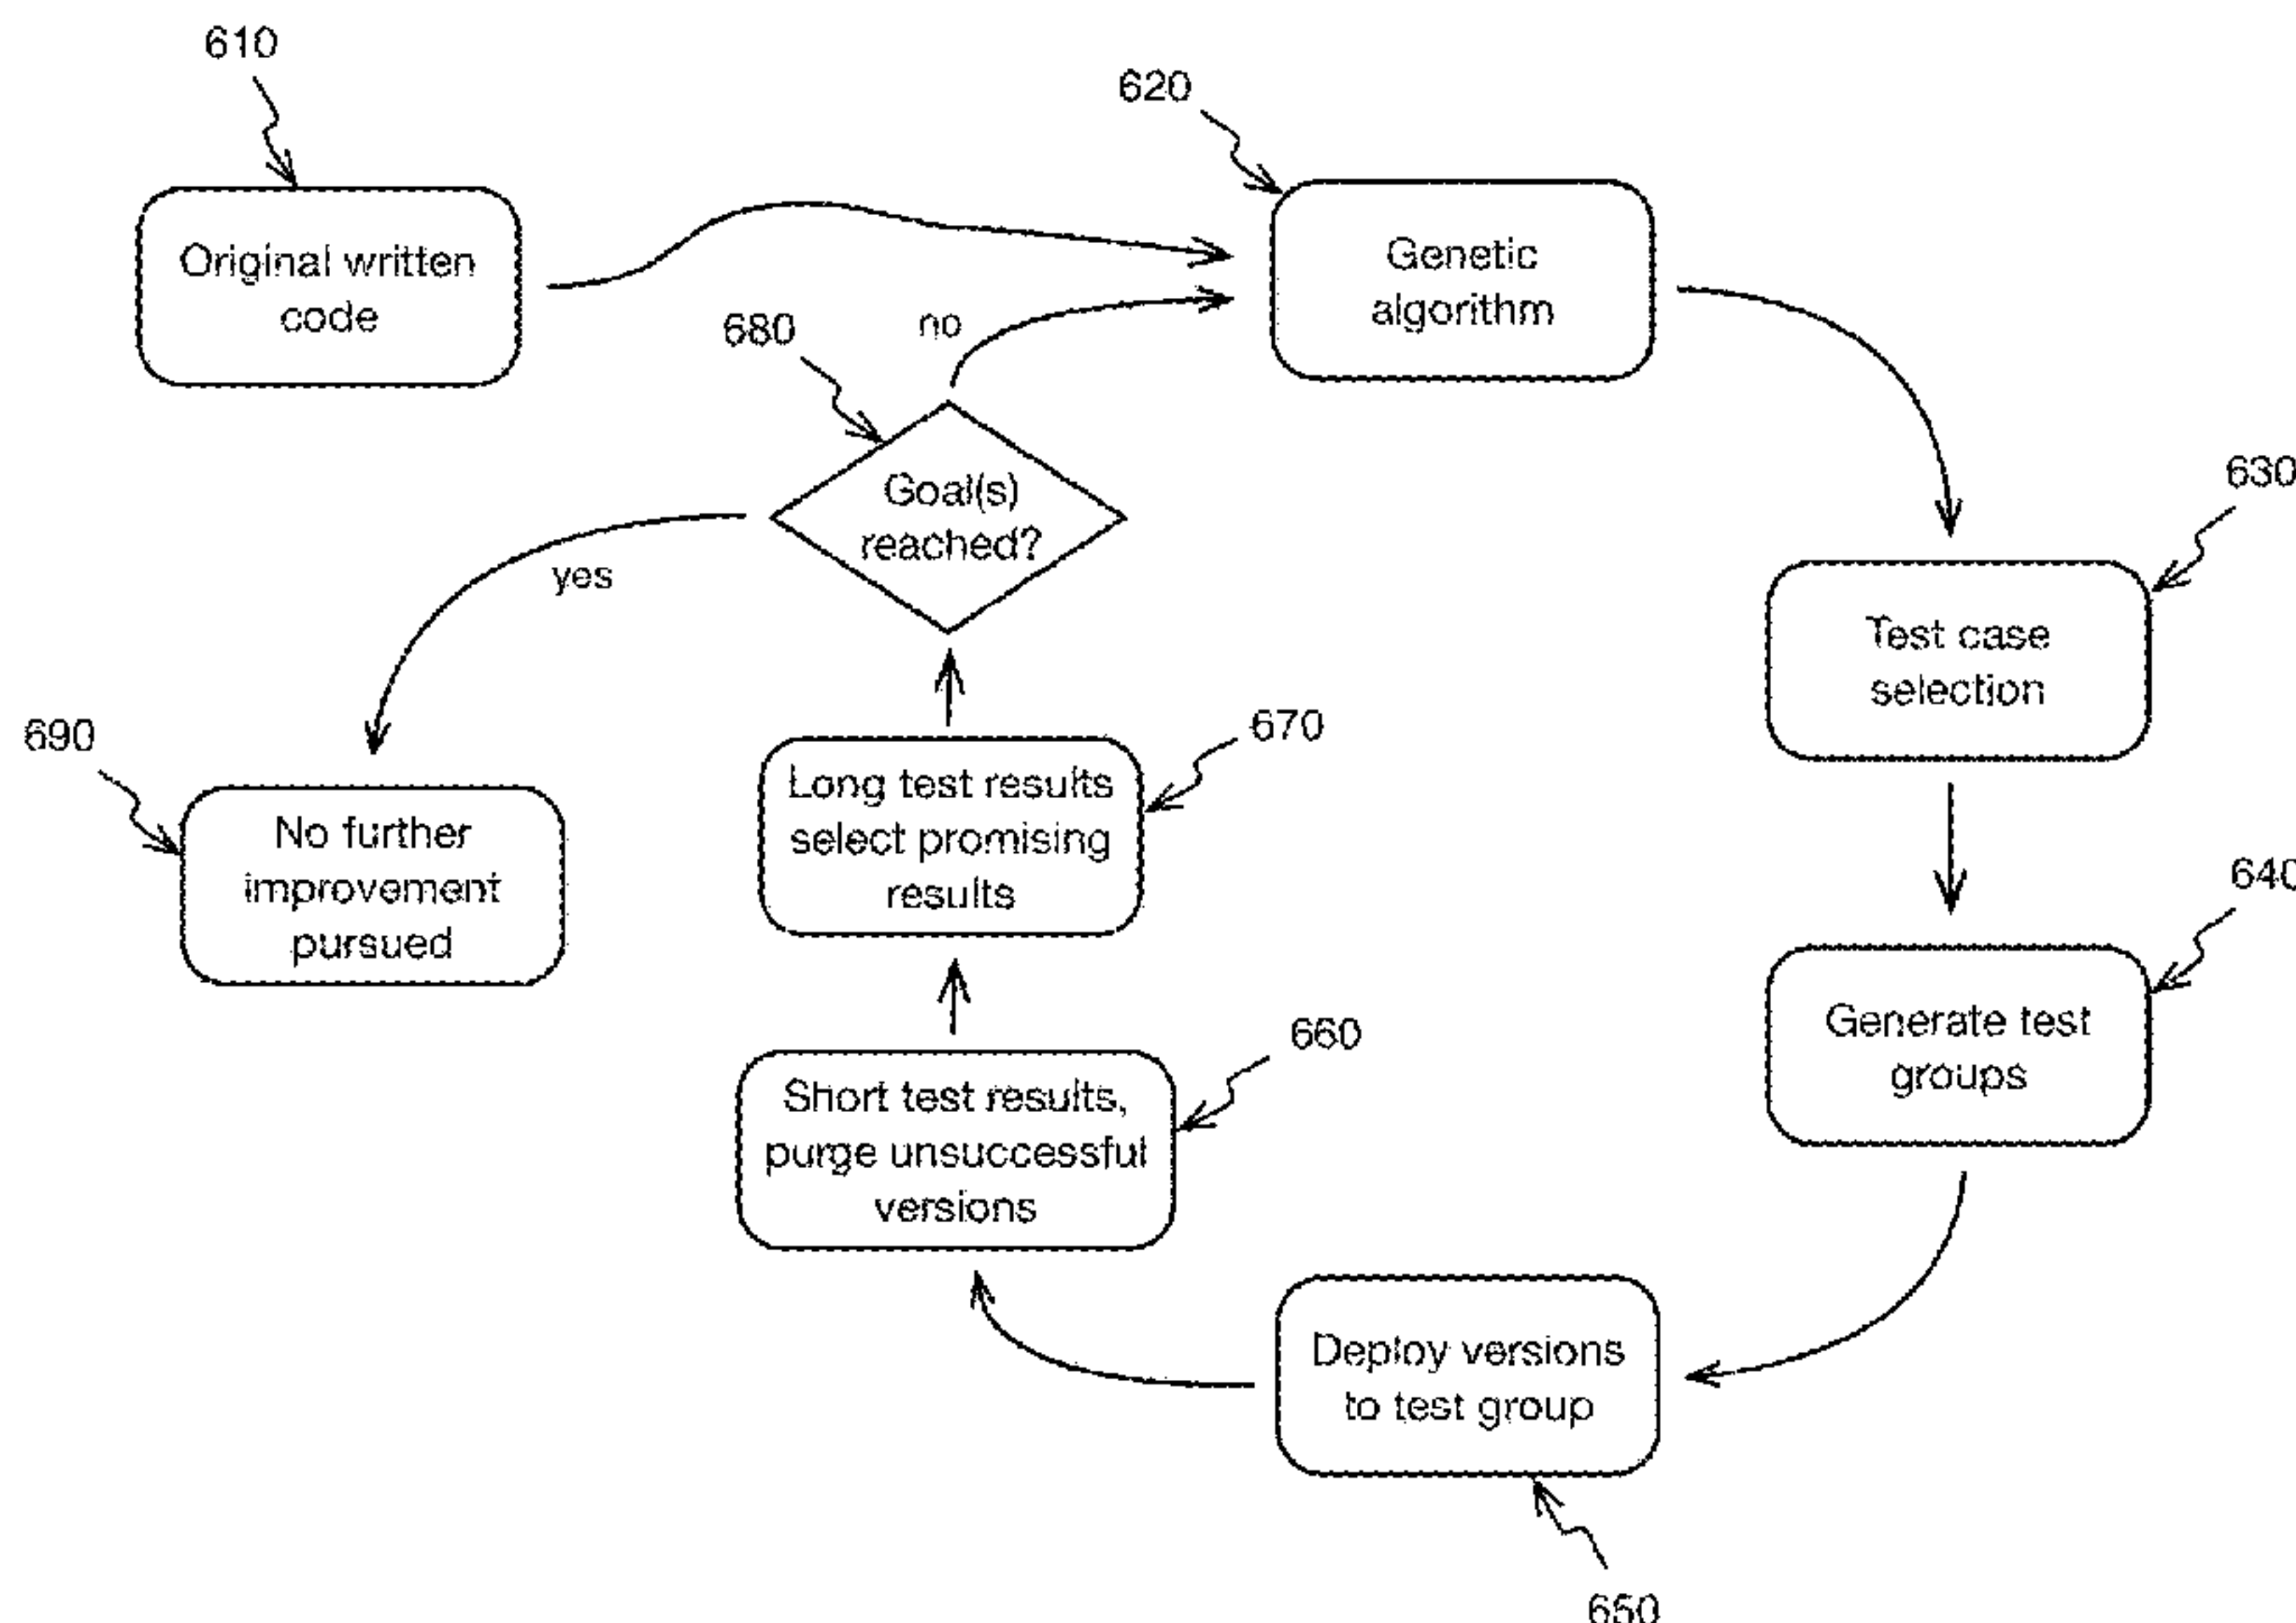 610
Original written
code
620
Genetic
algorithm
680
no
Goal(s)
reached?
yes
630
Test case
selection
690
No further
improvement
pursued
670
Long test results
select promising
results
640
Generate test
groups
660
Short test results,
purge unsuccessful
versions
Deploy versions
to test group
650